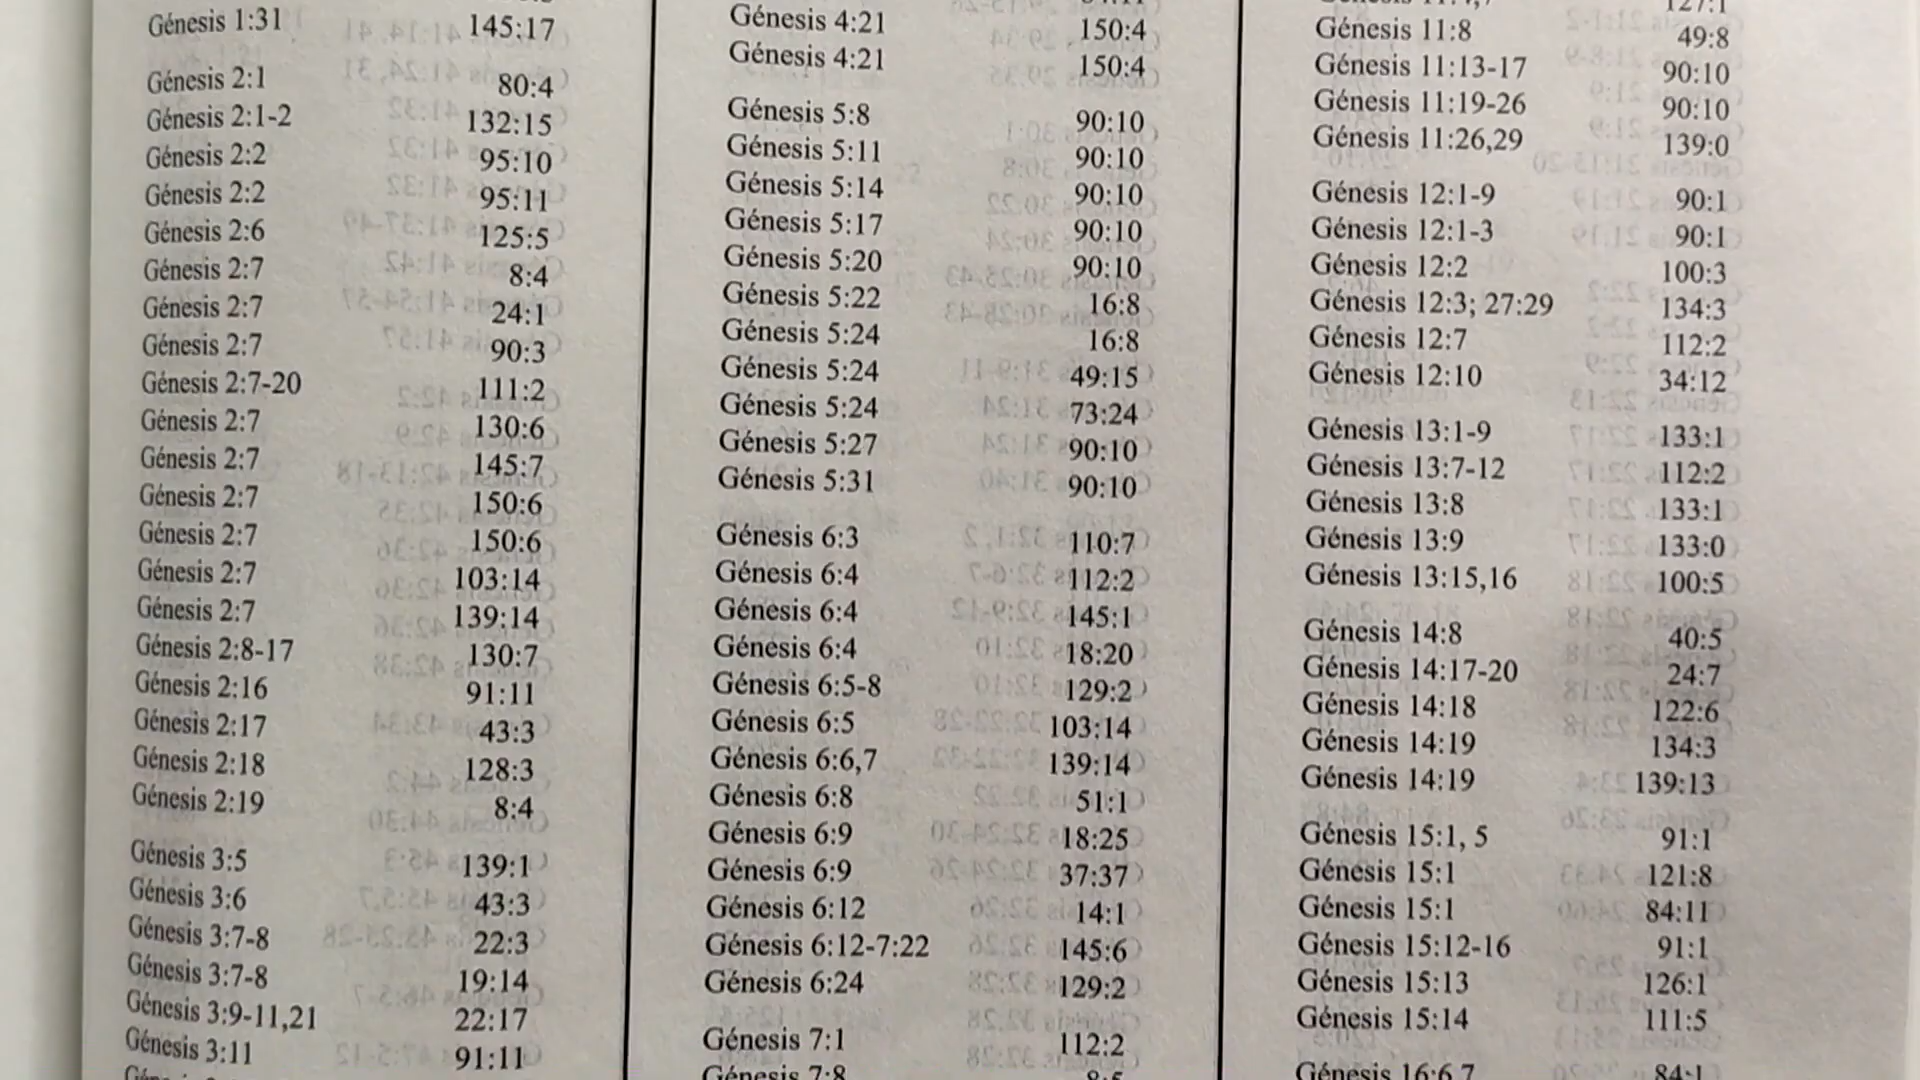 Génesis 1:31 145:17
Génesis 2:1 80:4
Génesis 2:1-2 132:15
Génesis 2:2 95:10
Génesis 2:2 95:11
Génesis 2:6 125:5
Génesis 2:7 8:4
Génesis 2:7 24:1
Génesis 2:7 90:3
Génesis 2:7-20 111:2
Génesis 2:7 130:6
Génesis 2:7 145:7
Génesis 2:7 150:6
Génesis 2:7 150:6
Génesis 2:7 103:14
Génesis 2:7 139:14
Génesis 2:8-17 130:7
Génesis 2:16 91:11
Génesis 2:17 43:3
Génesis 2:18 128:3
Génesis 2:19 8:4
Génesis 3:5 139:1
Génesis 3:6 43:3
Génesis 3:7-8 22:3
Génesis 3:7-8 19:14
Génesis 3:9-11,21 22:17
Génesis 3:11 91:11
Génesis 4:21 150:4
Génesis 4:21 150:4
Génesis 5:8 90:10
Génesis 5:11 90:10
Génesis 5:14 90:10
Génesis 5:17 90:10
Génesis 5:20 90:10
Génesis 5:22 16:8
Génesis 5:24 16:8
Génesis 5:24 49:15
Génesis 5:24 73:24
Génesis 5:27 90:10
Génesis 5:31 90:10
Génesis 6:3 110:7
Génesis 6:4 112:2
Génesis 6:4 145:1
Génesis 6:4 18:20
Génesis 6:5-8 129:2
Génesis 6:5 103:14
Génesis 6:6,7 139:14
Génesis 6:8 51:1
Génesis 6:9 18:25
Génesis 6:9 37:37
Génesis 6:12 14:1
Génesis 6:12-7:22 145:6
Génesis 6:24 129:2
Génesis 7:1 112:2
Génesis 7:8 8:5
127:1
Génesis 11:8 49:8
Génesis 11:13-17 90:10
Génesis 11:19-26 90:10
Génesis 11:26,29 139:0
Génesis 12:1-9 90:1
Génesis 12:1-3 90:1
Génesis 12:2 100:3
Génesis 12:3; 27:29 134:3
Génesis 12:7 112:2
Génesis 12:10 34:12
Génesis 13:1-9 133:1
Génesis 13:7-12 112:2
Génesis 13:8 133:1
Génesis 13:9 133:0
Génesis 13:15,16 100:5
Génesis 14:8 40:5
Génesis 14:17-20 24:7
Génesis 14:18 122:6
Génesis 14:19 134:3
Génesis 14:19 139:13
Génesis 15:1, 5 91:1
Génesis 15:1 121:8
Génesis 15:1 84:11
Génesis 15:12-16 91:1
Génesis 15:13 126:1
Génesis 15:14 111:5
Génesis 16:6,7 84:1